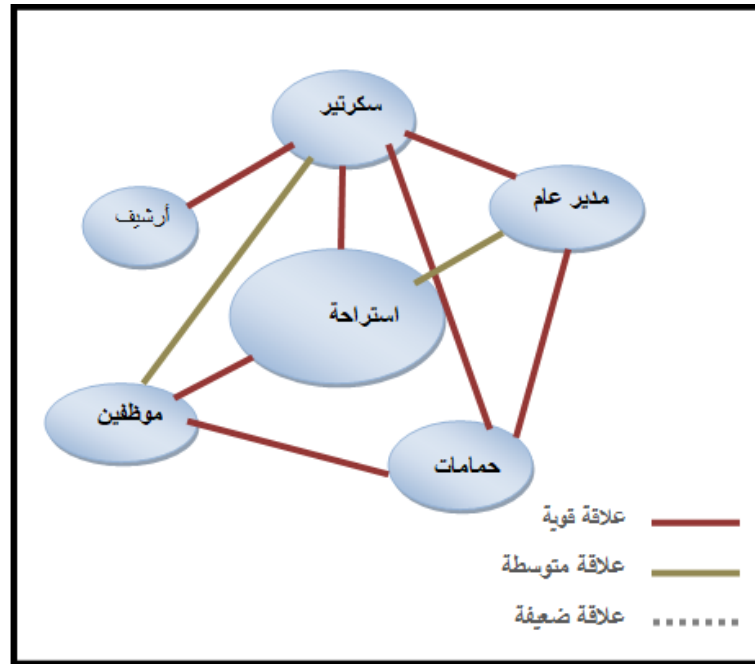 سكرتير
مدير عام
أرشيف
استراحة
موظفين
حمامات
علاقة قوية
علاقة متوسطة
علاقة ضعيفة